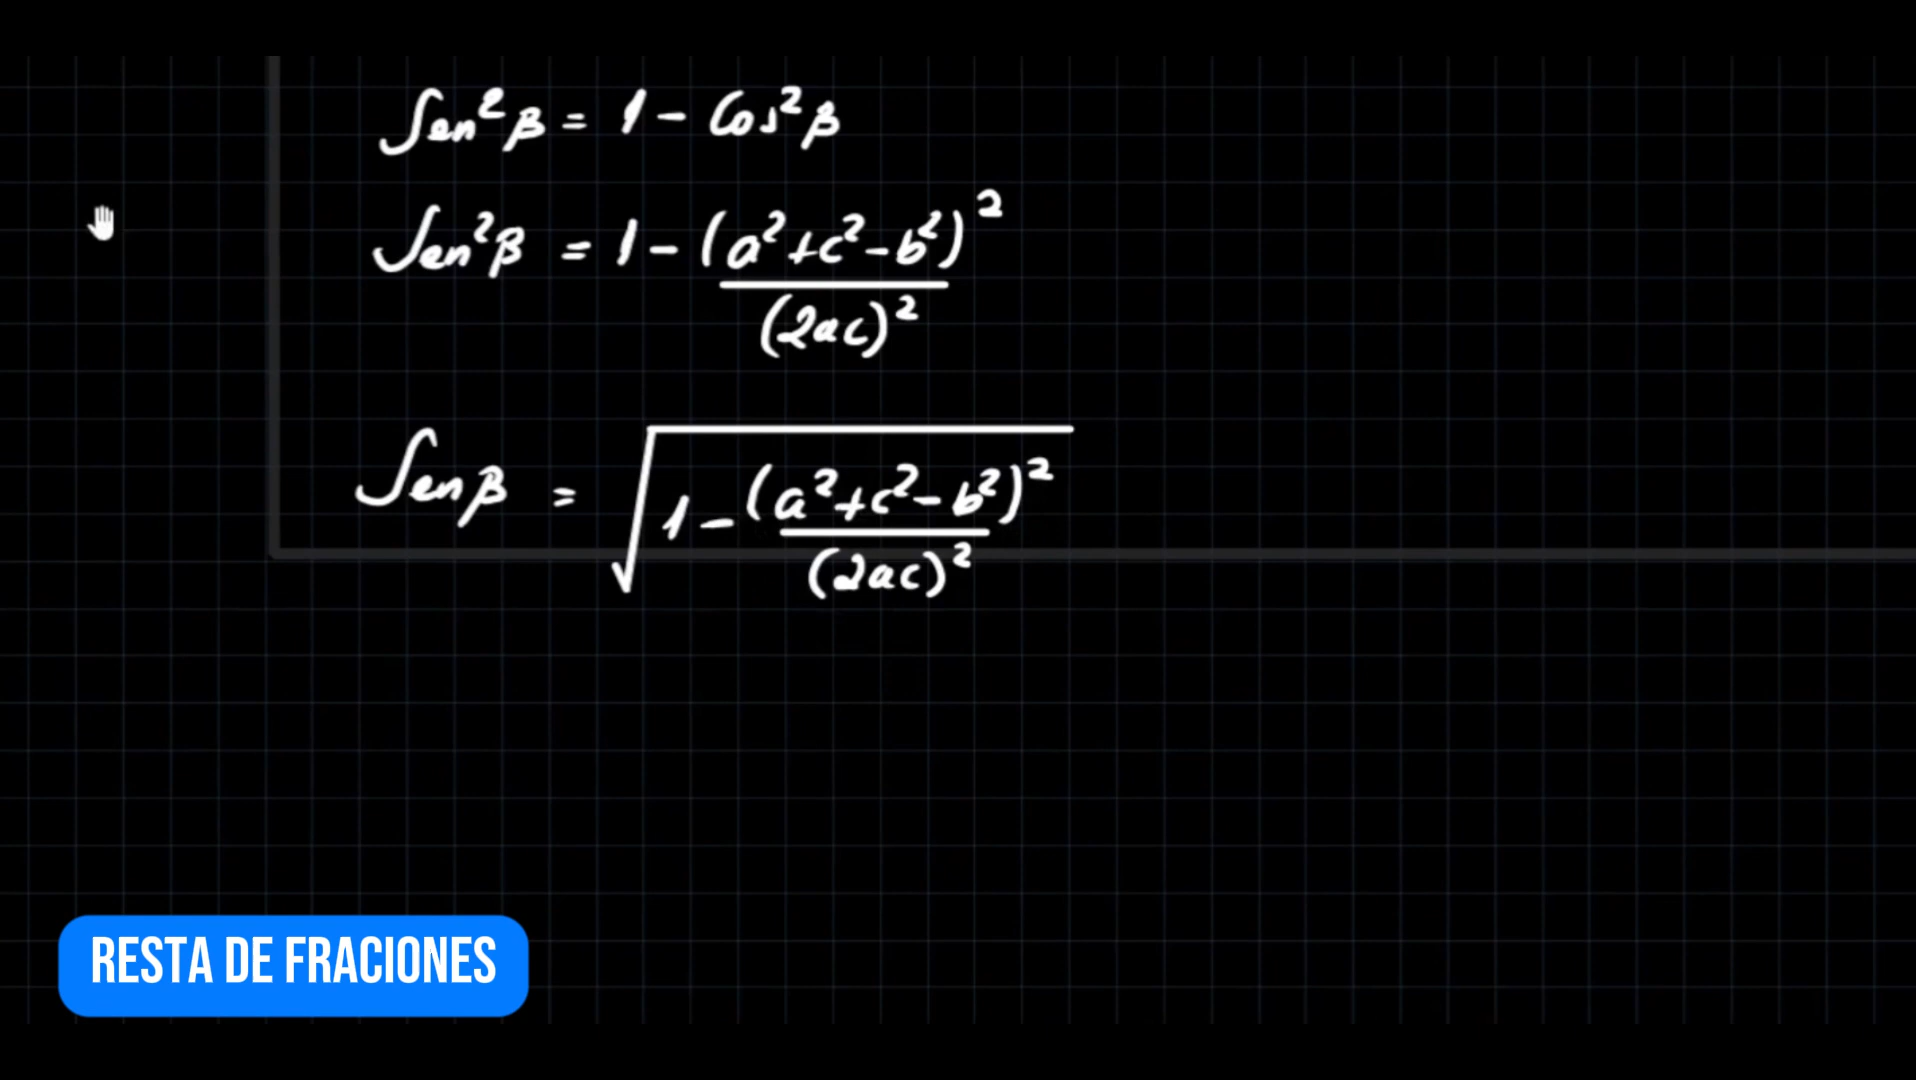 Sen²β = 1 - Cos²β
Sen²β = 1 - (a²+c²-b²)²
(2ac)²
Senβ = √1 - (a²+c²-b²)²
(2ac)²
RESTA DE FRACIONES